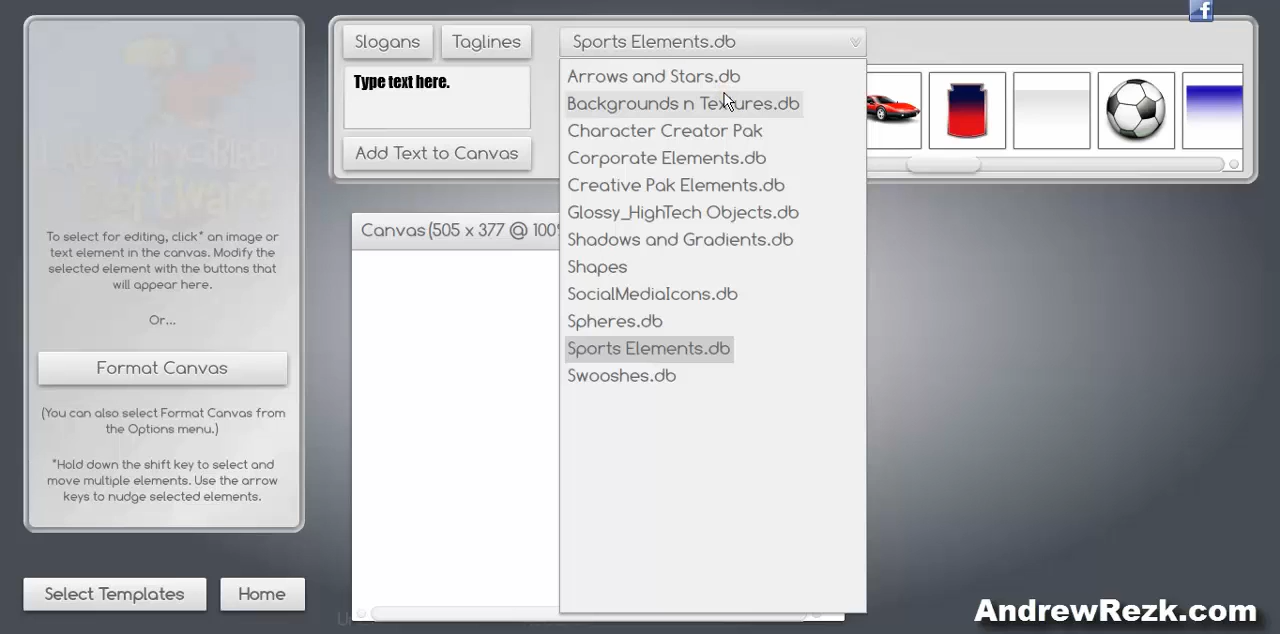 Slogans
Taglines
Sports Elements.db
Type text here.
Add Text to Canvas
Arrows and Stars.db
Backgrounds n Textures.db
Character Creator Pak
Corporate Elements.db
Creative Pak Elements.db
Glossy_HighTech Objects.db
Shadows and Gradients.db
Shapes
SocialMediaIcons.db
Spheres.db
Sports Elements.db
Swooshes.db
Canvas (505 x 377 @ 100
To select for editing, click* an image or
text element in the canvas. Modify the
selected element with the buttons that
will appear here.
Or...
Format Canvas
(You can also select Format Canvas from
the Options menu.)
*Hold down the shift key to select and
move multiple elements. Use the arrow
keys to nudge selected elements.
Select Templates
Home
AndrewRezk.com